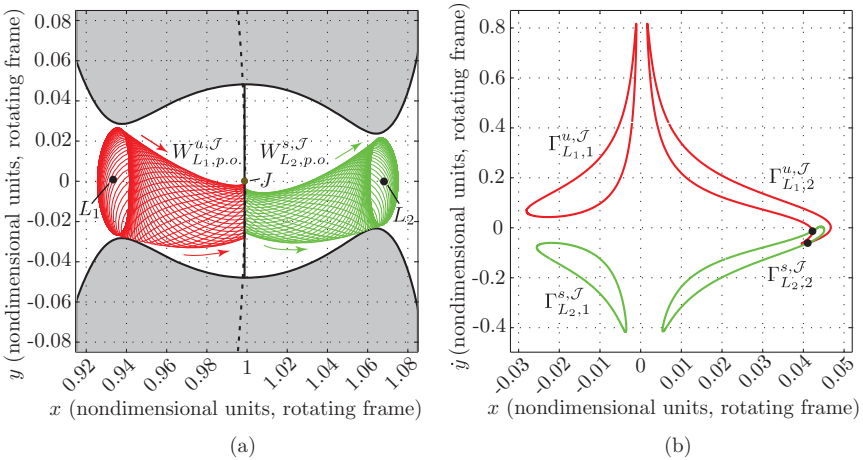 0.08
0.06
0.04
0.02
0
-0.02
-0.04
-0.06
-0.08
y (nondimensional units, rotating frame)
W^{u,𝒥}_{L_1,p.o.}
W^{s,𝒥}_{L_2,p.o.}
J
L_1
L_2
0.92
0.94
0.96
0.98
1
1.02
1.04
1.06
1.08
x (nondimensional units, rotating frame)
(a)
0.8
0.6
0.4
0.2
0
-0.2
-0.4
ẏ (nondimensional units, rotating frame)
Γ^{u,𝒥}_{L_1,1}
Γ^{u,𝒥}_{L_1,2}
Γ^{s,𝒥}_{L_2,1}
Γ^{s,𝒥}_{L_2,2}
-0.03
-0.02
-0.01
0
0.01
0.02
0.03
0.04
0.05
x (nondimensional units, rotating frame)
(b)